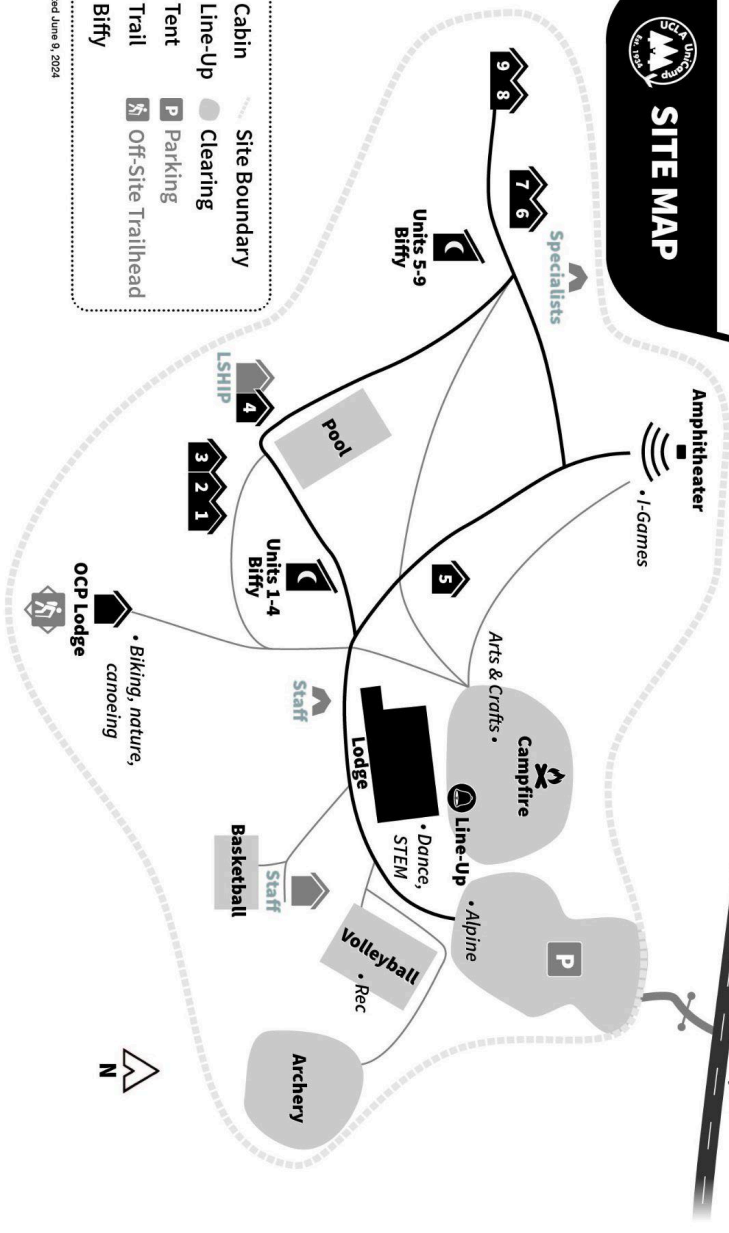 UCLA UniCamp
Est. 1934
SITE MAP
Amphitheater
• I-Games
P
Specialists
Campfire
Arts & Crafts •
Line-Up
• Alpine
9 8
7 6
5
• Dance,
STEM
Lodge
Volleyball
• Rec
Units 5-9
Biffy
Pool
Archery
Staff
Units 1-4
Biffy
4
LSHIP
3 2 1
Staff
Basketball
• Biking, nature,
canoeing
OCP Lodge
N
Cabin
Site Boundary
Line-Up
Clearing
Tent
P Parking
Trail
Off-Site Trailhead
Biffy
ed June 9, 2024